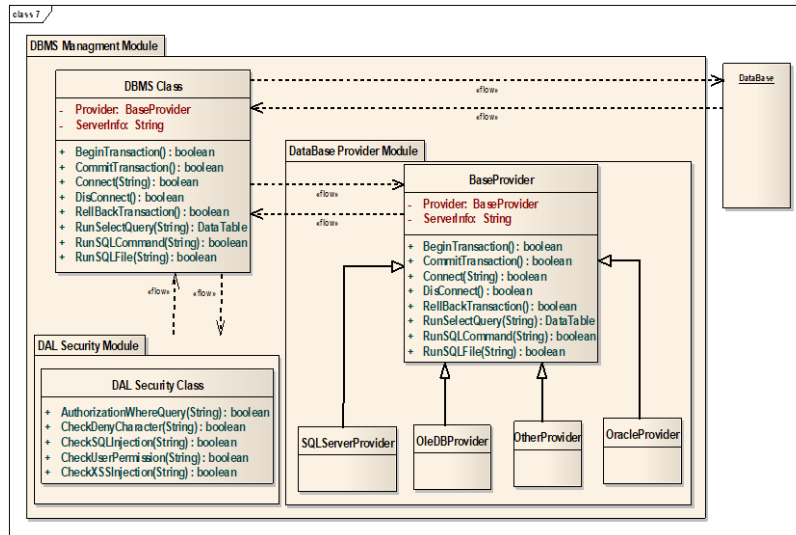 class 7
DBMS Managment Module
DBMS Class
- Provider: BaseProvider
- ServerInfo: String
+ BeginTransaction(): boolean
+ CommitTransaction(): boolean
+ Connect(String): boolean
+ DisConnect(): boolean
+ RellBackTransaction(): boolean
+ RunSelectQuery(String): DataTable
+ RunSQLCommand(String): boolean
+ RunSQLFile(String): boolean
«flow»
«flow»
DataBase
DataBase Provider Module
«flow»
«flow»
BaseProvider
- Provider: BaseProvider
- ServerInfo: String
+ BeginTransaction(): boolean
+ CommitTransaction(): boolean
+ Connect(String): boolean
+ DisConnect(): boolean
+ RellBackTransaction(): boolean
+ RunSelectQuery(String): DataTable
+ RunSQLCommand(String): boolean
+ RunSQLFile(String): boolean
«flow»
«flow»
DAL Security Module
DAL Security Class
+ AuthorizationWhereQuery(String): boolean
+ CheckDenyCharacter(String): boolean
+ CheckSQLInjection(String): boolean
+ CheckUserPermission(String): boolean
+ CheckXSSInjection(String): boolean
SQLServerProvider
OleDBProvider
OtherProvider
OracleProvider